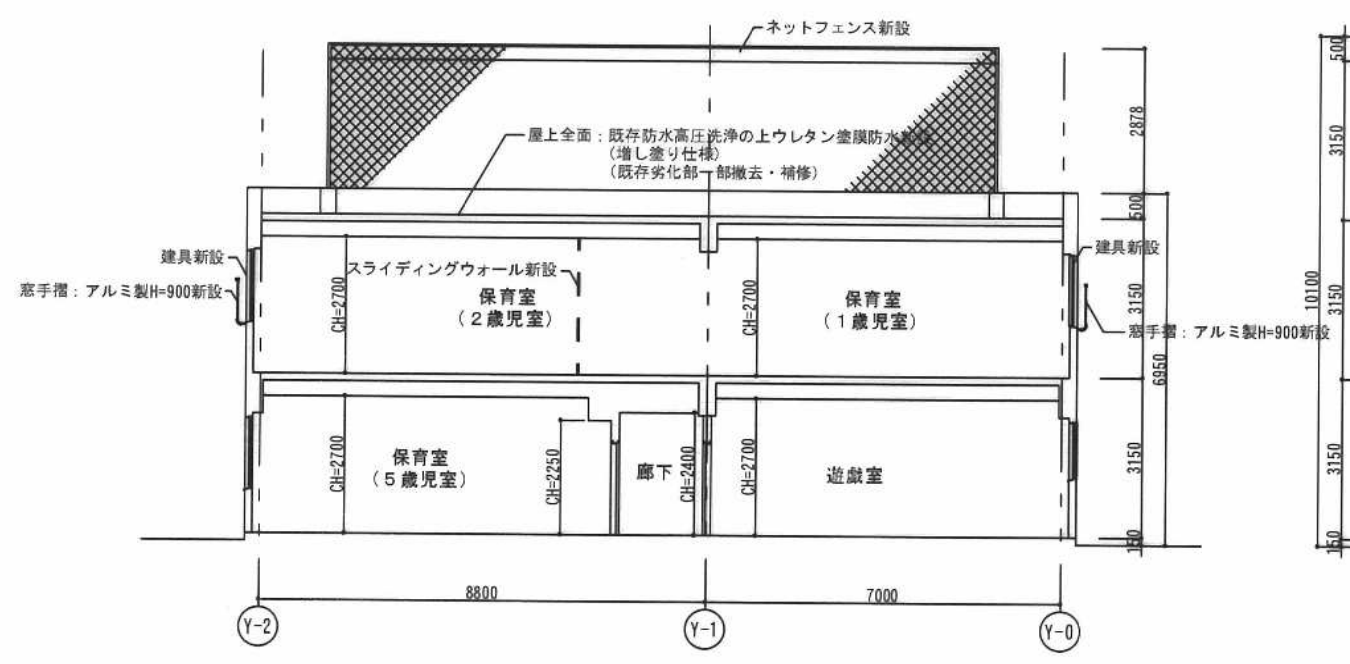 ネットフェンス新設
屋上全面：既存防水高圧洗浄の上ウレタン塗膜防水
（増し塗り仕様）
（既存劣化部一部撤去・補修）
建具新設
窓手摺：アルミ製H=900新設
スライディングウォール新設
CH=2700
保育室
（２歳児室）
CH=2700
保育室
（１歳児室）
建具新設
窓手摺：アルミ製H=900新設
CH=2700
保育室
（５歳児室）
CH=2250
廊下
CH=2400
CH=2700
遊戯室
2878
500
3150
3150
150
6950
10100
500
3150
3150
3150
150
8800
7000
Y-2
Y-1
Y-0